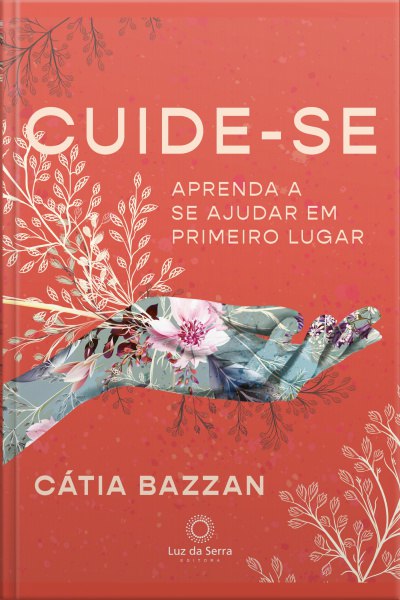 CUIDE-SE
APRENDA A
SE AJUDAR EM
PRIMEIRO LUGAR
CÁTIA BAZZAN
Luz da Serra
EDITORA